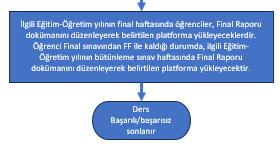 İlgili Eğitim-Öğretim yılının final haftasında öğrenciler, Final Raporu
dokümanını düzenleyerek belirtilen platforma yükleyeceklerdir.
Öğrenci Final sınavından FF ile kaldığı durumda, ilgili Eğitim-
Öğretim yılının bütünleme sınav haftasında Final Raporu
dokümanını düzenleyerek belirtilen platforma yükleyecektir.
Ders
Başarılı/başarısız
sonlanır